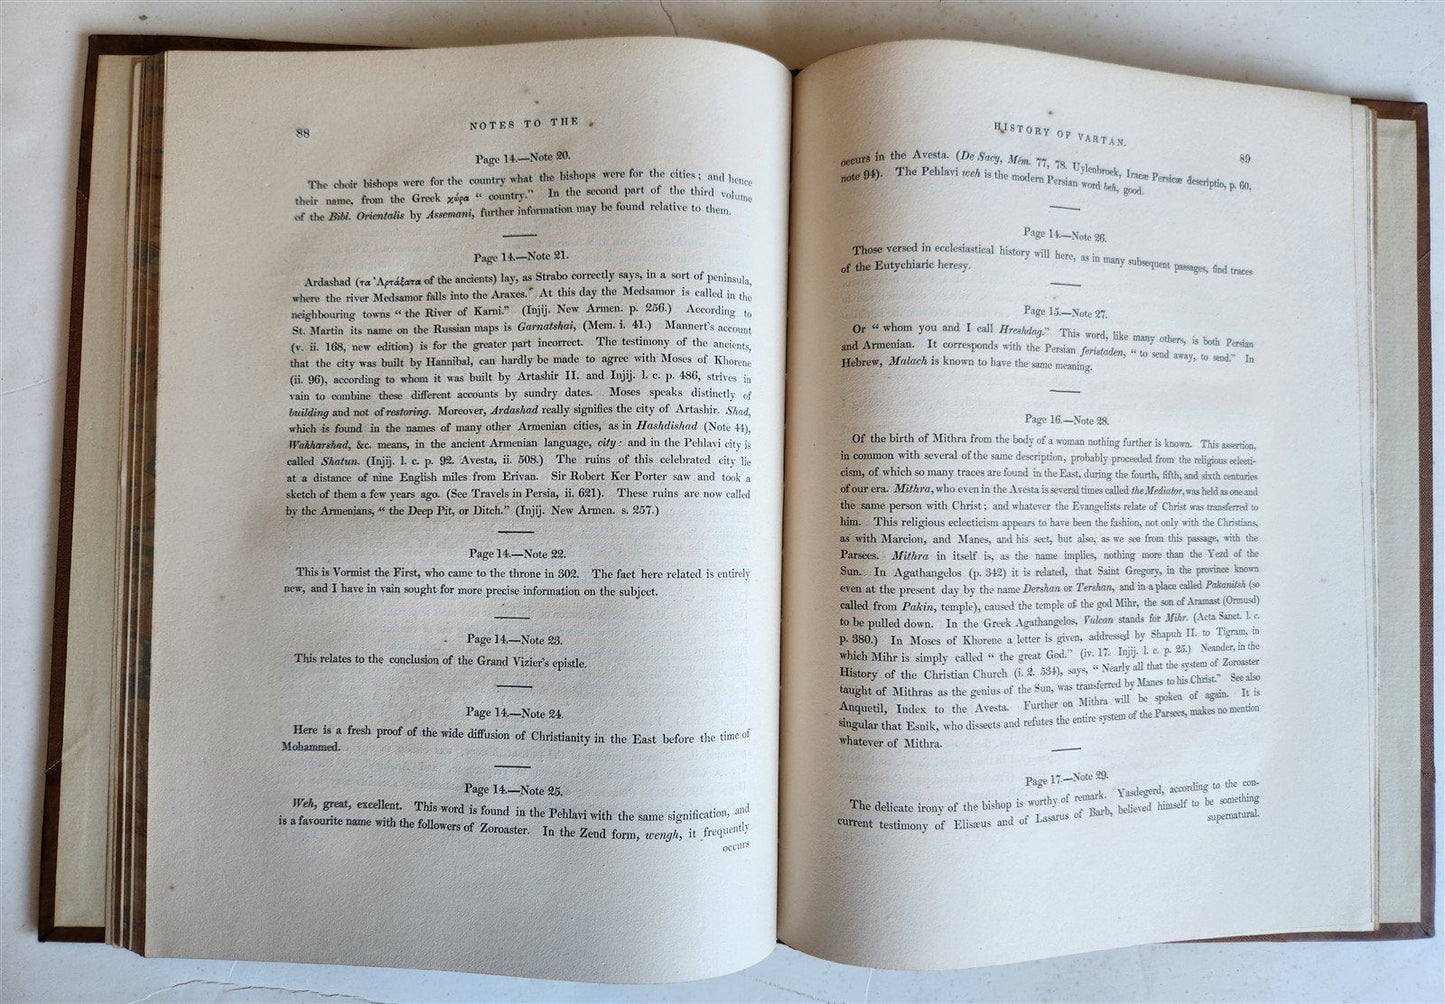 88
NOTES TO THE
Page 14.—Note 20.
The choir bishops were for the country what the bishops were for the cities; and hence
their name, from the Greek χώρα “ country.” In the second part of the third volume
of the Bibl. Orientalis by Assemani, further information may be found relative to them.
Page 14.—Note 21.
Ardashad (τα Ἀρτάξατα of the ancients) lay, as Strabo correctly says, in a sort of peninsula,
where the river Medsamor falls into the Araxes. At this day the Medsamor is called in the
neighbouring towns “ the River of Karni.” (Injij. New Armen. p. 256.) According to
St. Martin its name on the Russian maps is Garnatshai, (Mem. i. 41.) Mannert's account
(v. ii. 168, new edition) is for the greater part incorrect. The testimony of the ancients,
that the city was built by Hannibal, can hardly be made to agree with Moses of Khorene
(ii. 96), according to whom it was built by Artashir II. and Injij. l. c. p. 486, strives in
vain to combine these different accounts by sundry dates. Moses speaks distinctly of
building and not of restoring. Moreover, Ardashad really signifies the city of Artashir. Shad,
which is found in the names of many other Armenian cities, as in Hashdishad (Note 44),
Wakharshad, &c. means, in the ancient Armenian language, city: and in the Pehlavi city is
called Shatun. (Injij. l. c. p. 92. Avesta, ii. 508.) The ruins of this celebrated city lie
at a distance of nine English miles from Erivan. Sir Robert Ker Porter saw and took a
sketch of them a few years ago. (See Travels in Persia, ii. 621). These ruins are now called
by the Armenians, “ the Deep Pit, or Ditch.” (Injij. New Armen. s. 257.)
Page 14.—Note 22.
This is Vormist the First, who came to the throne in 302. The fact here related is entirely
new, and I have in vain sought for more precise information on the subject.
Page 14.—Note 23.
This relates to the conclusion of the Grand Vizier's epistle.
Page 14.—Note 24.
Here is a fresh proof of the wide diffusion of Christianity in the East before the time of
Mohammed.
Page 14.—Note 25.
Weh, great, excellent. This word is found in the Pehlavi with the same signification, and
is a favourite name with the followers of Zoroaster. In the Zend form, wengh, it frequently
occurs
HISTORY OF VARTAN.
89
occurs in the Avesta. (De Sacy, Mém. 77, 78. Uylenbroek, Iracæ Persicæ descriptio, p. 60,
note 94). The Pehlavi weh is the modern Persian word beh, good.
Page 14.—Note 26.
Those versed in ecclesiastical history will here, as in many subsequent passages, find traces
of the Eutychiaric heresy.
Page 15.—Note 27.
Or “ whom you and I call Hreshdag.” This word, like many others, is both Persian
and Armenian. It corresponds with the Persian feristaden, “ to send away, to send.” In
Hebrew, Malach is known to have the same meaning.
Page 16.—Note 28.
Of the birth of Mithra from the body of a woman nothing further is known. This assertion,
in common with several of the same description, probably proceeded from the religious eclecti-
cism, of which so many traces are found in the East, during the fourth, fifth, and sixth centuries
of our era. Mithra, who even in the Avesta is several times called the Mediator, was held as one and
the same person with Christ; and whatever the Evangelists relate of Christ was transferred to
him. This religious eclecticism appears to have been the fashion, not only with the Christians,
as with Marcion, and Manes, and his sect, but also, as we see from this passage, with the
Parsees. Mithra in itself is, as the name implies, nothing more than the Yezd of the
Sun. In Agathangelos (p. 342) it is related, that Saint Gregory, in the province known
even at the present day by the name Dershan or Tershan, and in a place called Pakanitsh (so
called from Pakin, temple), caused the temple of the god Mihr, the son of Aramast (Ormusd)
to be pulled down. In the Greek Agathangelos, Vulcan stands for Mihr. (Acta Sanct. l. c.
p. 380.) In Moses of Khorene a letter is given, addressed by Shapuh II. to Tigram, in
which Mihr is simply called “ the great God.” (iv. 17. Injij. l. c. p. 25.) Neander, in the
History of the Christian Church (i. 2. 534), says, “ Nearly all that the system of Zoroaster
taught of Mithras as the genius of the Sun, was transferred by Manes to his Christ.” See also
Anquetil, Index to the Avesta. Further on Mithra will be spoken of again. It is
singular that Esnik, who dissects and refutes the entire system of the Parsees, makes no mention
whatever of Mithra.
Page 17.—Note 29.
The delicate irony of the bishop is worthy of remark. Yasdegerd, according to the con-
current testimony of Elisæus and of Lasarus of Barb, believed himself to be something
supernatural.